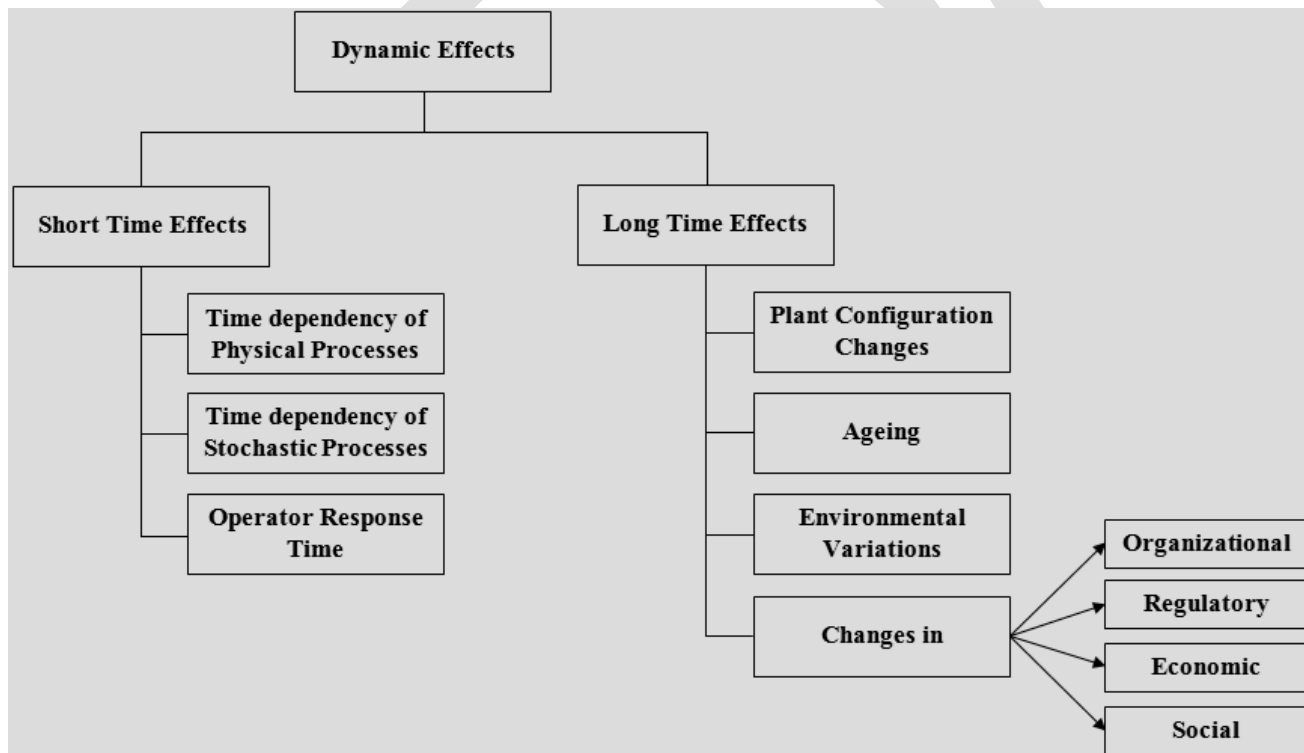 Dynamic Effects
Short Time Effects
Time dependency of
Physical Processes
Time dependency of
Stochastic Processes
Operator Response
Time
Long Time Effects
Plant Configuration
Changes
Ageing
Environmental
Variations
Changes in
Organizational
Regulatory
Economic
Social